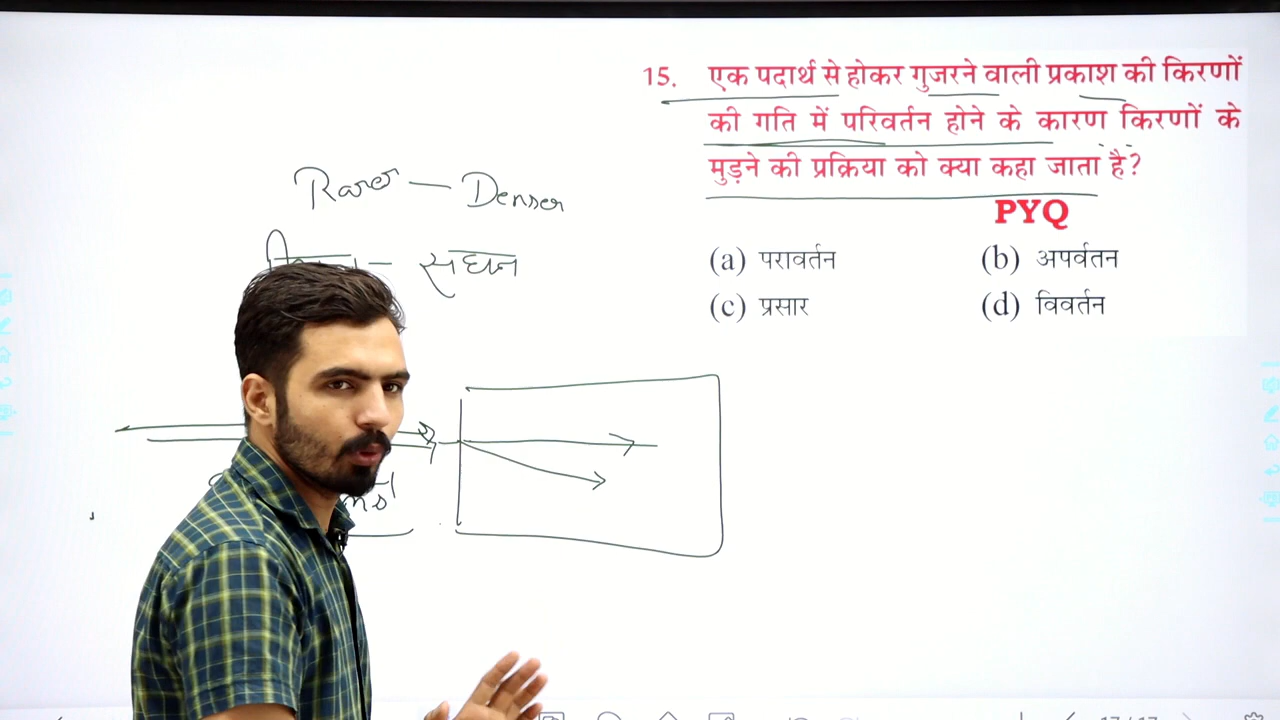 15. एक पदार्थ से होकर गुजरने वाली प्रकाश की किरणों
की गति में परिवर्तन होने के कारण किरणों के
मुड़ने की प्रक्रिया को क्या कहा जाता है?
PYQ
(a) परावर्तन
(b) अपर्वतन
(c) प्रसार
(d) विवर्तन
Rarer — Denser
— सघन